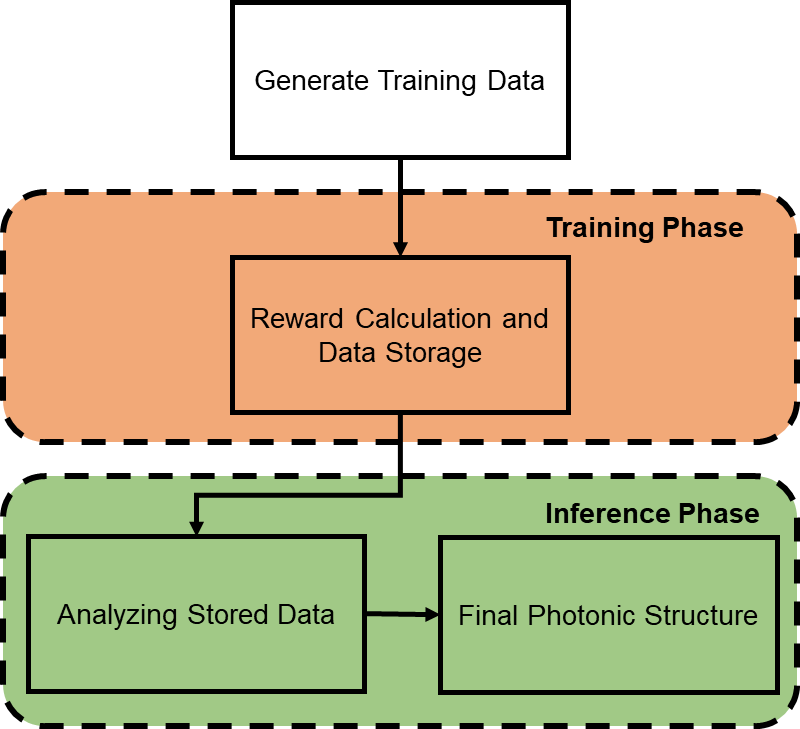 Generate Training Data
Training Phase
Reward Calculation and
Data Storage
Inference Phase
Analyzing Stored Data
Final Photonic Structure